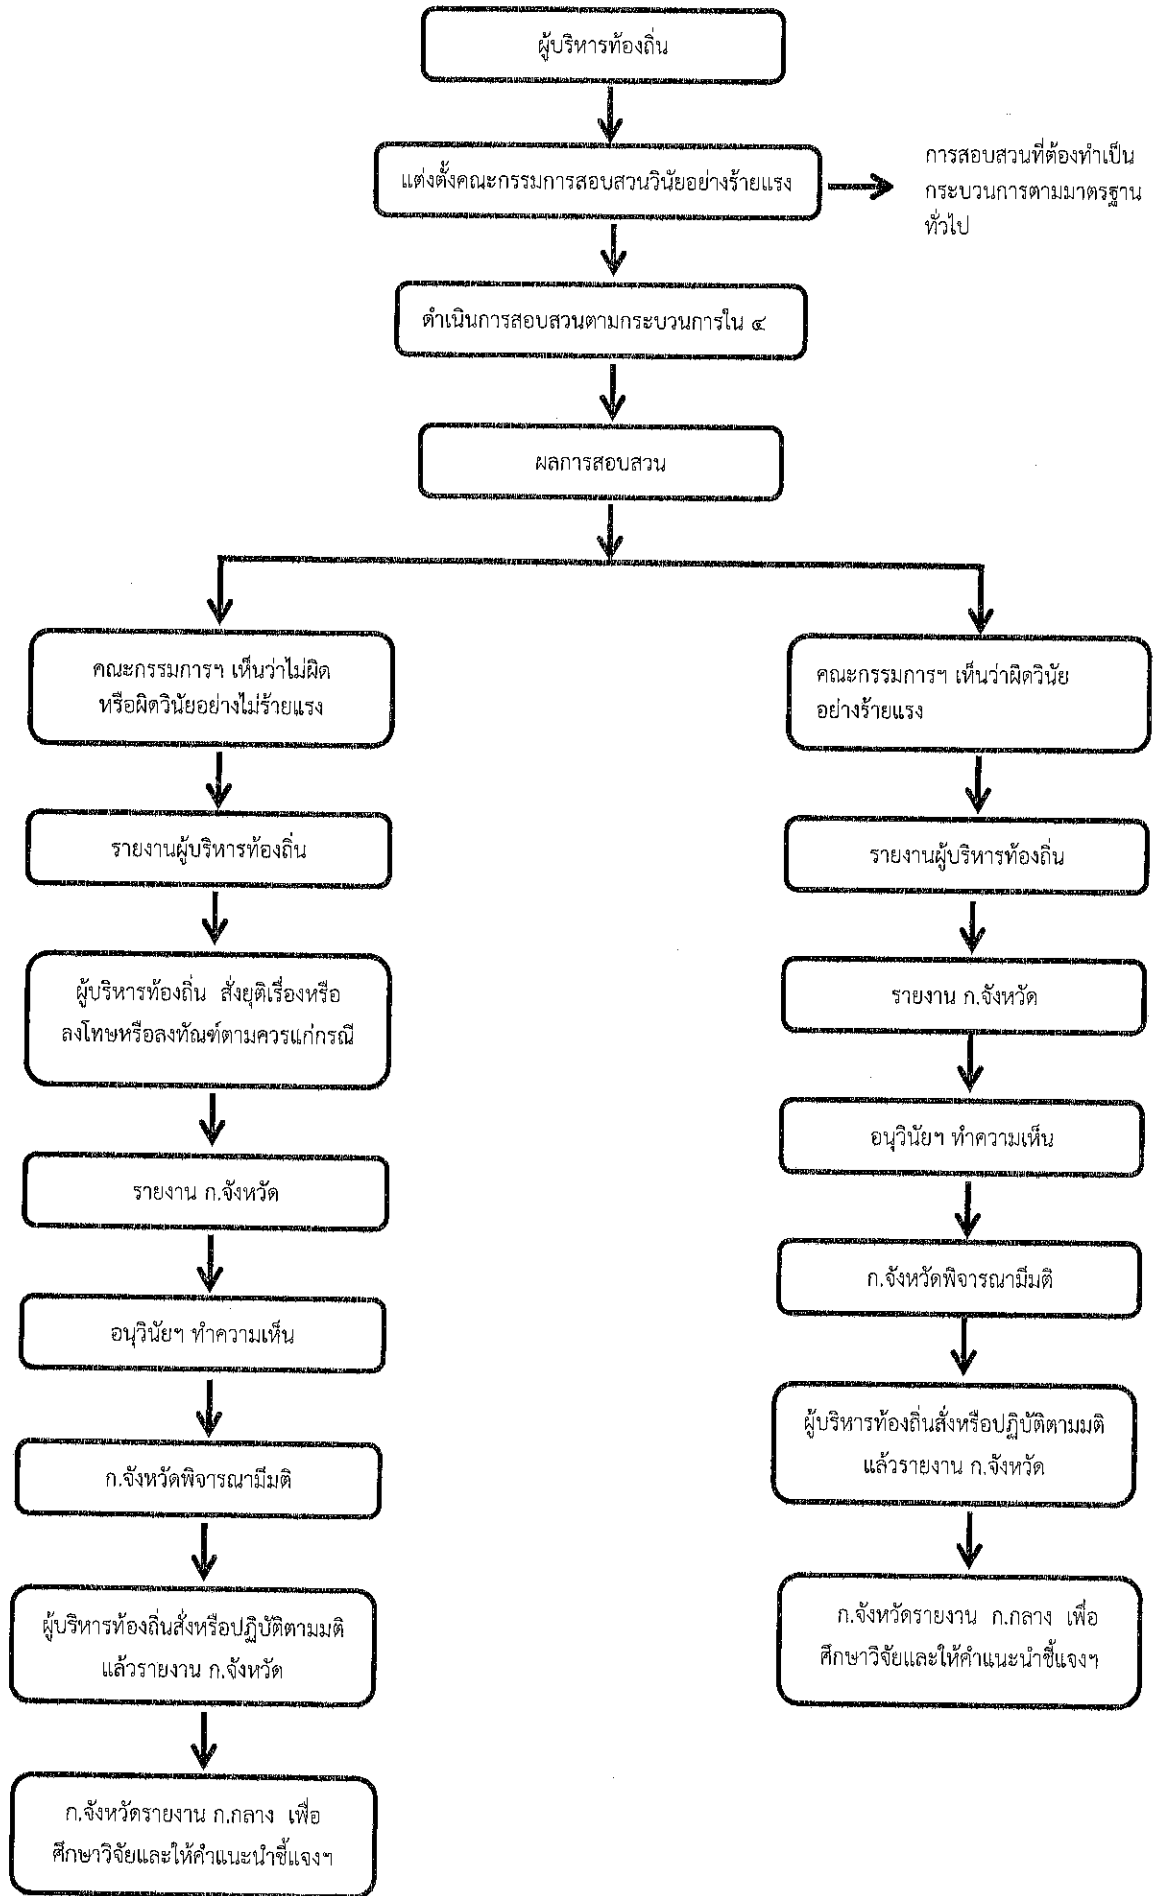 ผู้บริหารท้องถิ่น
แต่งตั้งคณะกรรมการสอบสวนวินัยอย่างร้ายแรง
การสอบสวนที่ต้องทำเป็น
กระบวนการตามมาตรฐาน
ทั่วไป
ดำเนินการสอบสวนตามกระบวนการใน ๔
ผลการสอบสวน
คณะกรรมการฯ เห็นว่าไม่ผิด
หรือผิดวินัยอย่างไม่ร้ายแรง
รายงานผู้บริหารท้องถิ่น
ผู้บริหารท้องถิ่น สั่งยุติเรื่องหรือ
ลงโทษหรือลงทัณฑ์ตามควรแก่กรณี
รายงาน ก.จังหวัด
อนุวินัยฯ ทำความเห็น
ก.จังหวัดพิจารณามีมติ
ผู้บริหารท้องถิ่นสั่งหรือปฏิบัติตามมติ
แล้วรายงาน ก.จังหวัด
ก.จังหวัดรายงาน ก.กลาง เพื่อ
ศึกษาวิจัยและให้คำแนะนำชี้แจงฯ
คณะกรรมการฯ เห็นว่าผิดวินัย
อย่างร้ายแรง
รายงานผู้บริหารท้องถิ่น
รายงาน ก.จังหวัด
อนุวินัยฯ ทำความเห็น
ก.จังหวัดพิจารณามีมติ
ผู้บริหารท้องถิ่นสั่งหรือปฏิบัติตามมติ
แล้วรายงาน ก.จังหวัด
ก.จังหวัดรายงาน ก.กลาง เพื่อ
ศึกษาวิจัยและให้คำแนะนำชี้แจงฯ